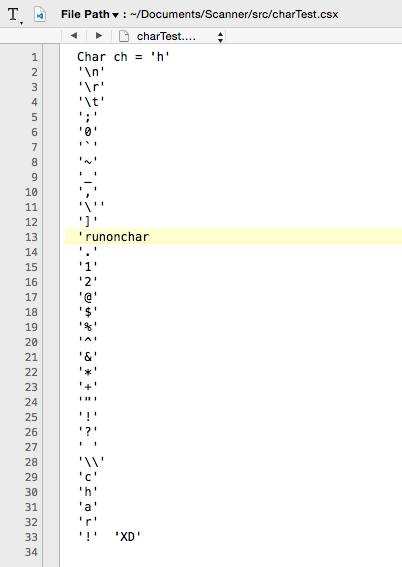 T File Path ▾ : ~/Documents/Scanner/src/charTest.csx
charTest....
1 Char ch = 'h'
2 '\n'
3 '\r'
4 '\t'
5 ';'
6 '0'
7 '`'
8 '~'
9 '_'
10 ','
11 '\''
12 ']'
13 'runonchar
14 '.'
15 '1'
16 '2'
17 '@'
18 '$'
19 '%'
20 '^'
21 '&'
22 '*'
23 '+'
24 '"'
25 '!'
26 '?'
27 ' '
28 '\\'
29 'c'
30 'h'
31 'a'
32 'r'
33 '!'  'XD'
34